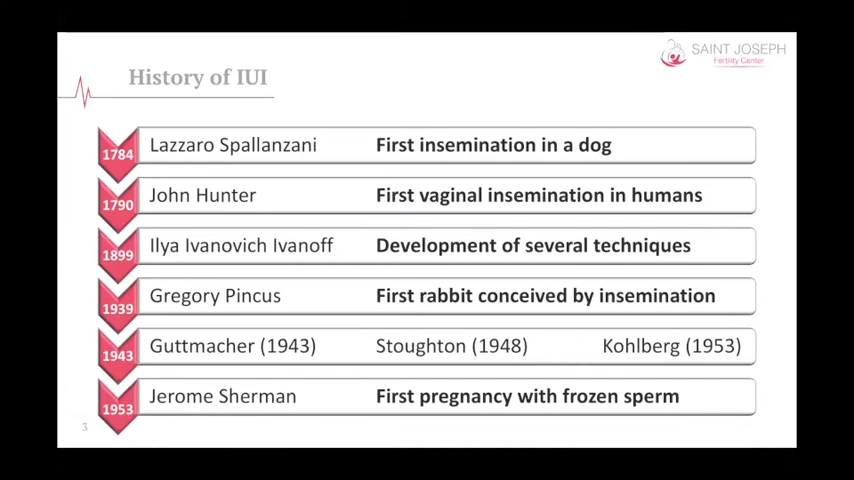 SAINT JOSEPH
Fertility Center
History of IUI
1784 Lazzaro Spallanzani First insemination in a dog
1790 John Hunter First vaginal insemination in humans
1899 Ilya Ivanovich Ivanoff Development of several techniques
1939 Gregory Pincus First rabbit conceived by insemination
1943 Guttmacher (1943) Stoughton (1948) Kohlberg (1953)
1953 Jerome Sherman First pregnancy with frozen sperm
3